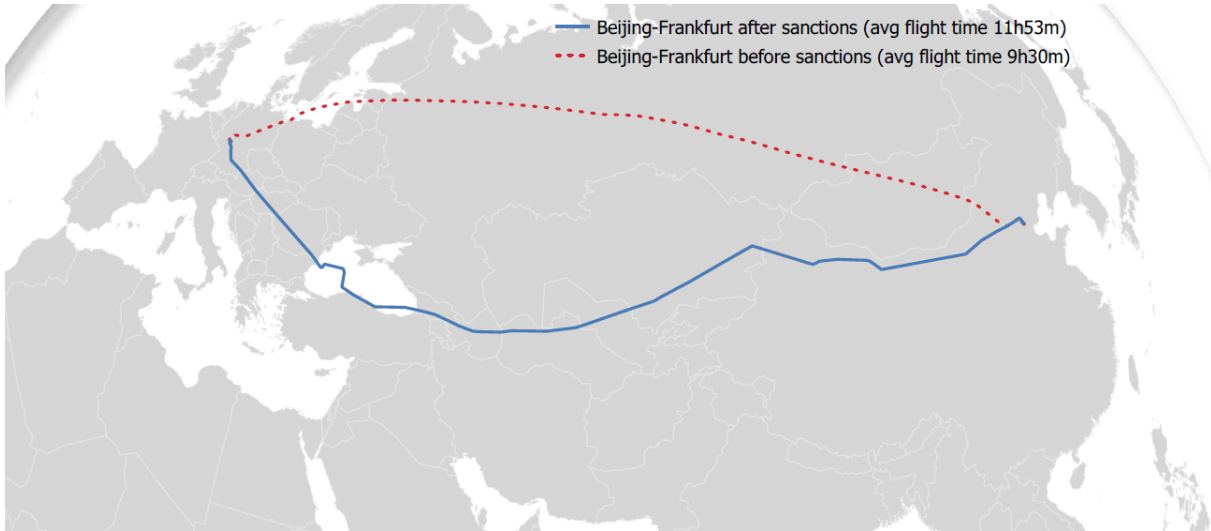 Beijing-Frankfurt after sanctions (avg flight time 11h53m)
Beijing-Frankfurt before sanctions (avg flight time 9h30m)